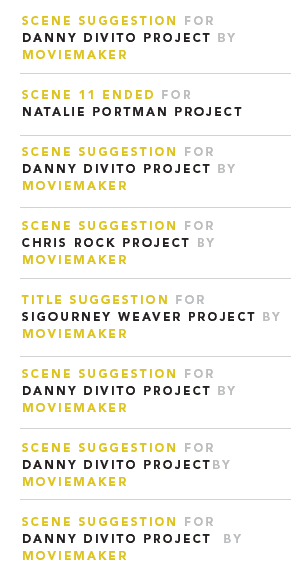 SCENE SUGGESTION FOR
DANNY DIVITO PROJECT BY
MOVIEMAKER
SCENE 11 ENDED FOR
NATALIE PORTMAN PROJECT
SCENE SUGGESTION FOR
DANNY DIVITO PROJECT BY
MOVIEMAKER
SCENE SUGGESTION FOR
CHRIS ROCK PROJECT BY
MOVIEMAKER
TITLE SUGGESTION FOR
SIGOURNEY WEAVER PROJECT BY
MOVIEMAKER
SCENE SUGGESTION FOR
DANNY DIVITO PROJECT BY
MOVIEMAKER
SCENE SUGGESTION FOR
DANNY DIVITO PROJECTBY
MOVIEMAKER
SCENE SUGGESTION FOR
DANNY DIVITO PROJECT BY
MOVIEMAKER